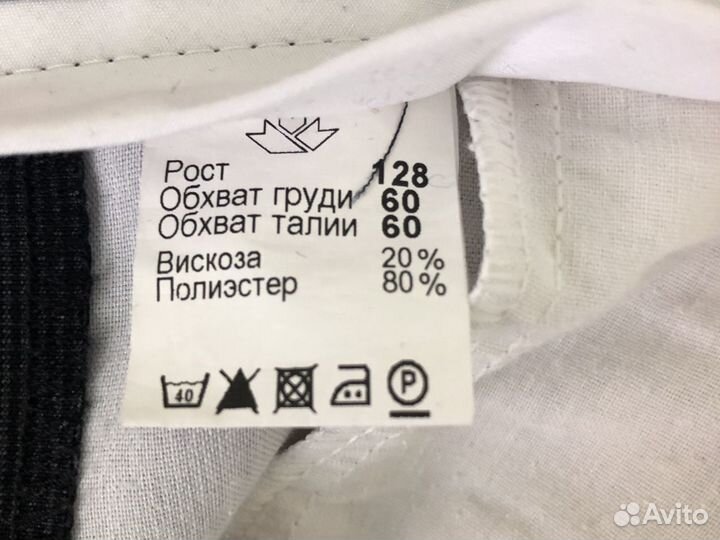 Рост 128
Обхват груди 60
Обхват талии 60
Вискоза 20%
Полиэстер 80%
40 P
Avito